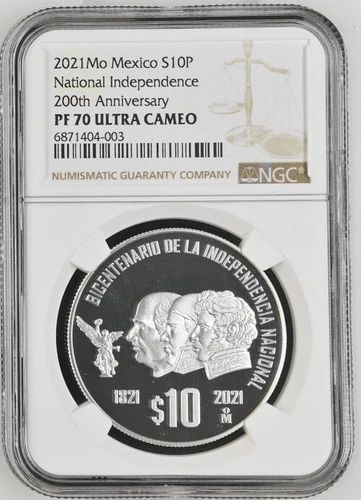 2021Mo Mexico S10P
National Independence
200th Anniversary
PF 70 ULTRA CAMEO
6871404-003
NUMISMATIC GUARANTY COMPANY
NGC
BICENTENARIO DE LA INDEPENDENCIA NACIONAL
1821
2021
$10
Mo